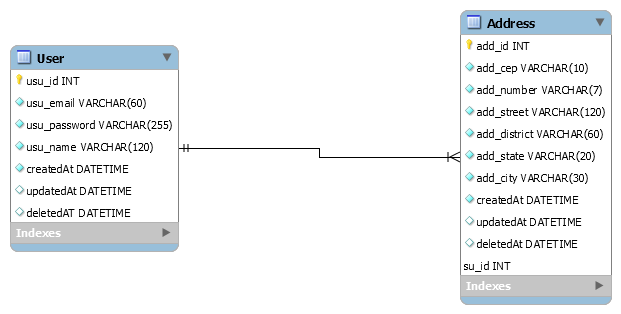 User
usu_id INT
usu_email VARCHAR(60)
usu_password VARCHAR(255)
usu_name VARCHAR(120)
createdAt DATETIME
updatedAt DATETIME
deletedAT DATETIME
Indexes
Address
add_id INT
add_cep VARCHAR(10)
add_number VARCHAR(7)
add_street VARCHAR(120)
add_district VARCHAR(60)
add_state VARCHAR(20)
add_city VARCHAR(30)
createdAt DATETIME
updatedAt DATETIME
deletedAt DATETIME
su_id INT
Indexes